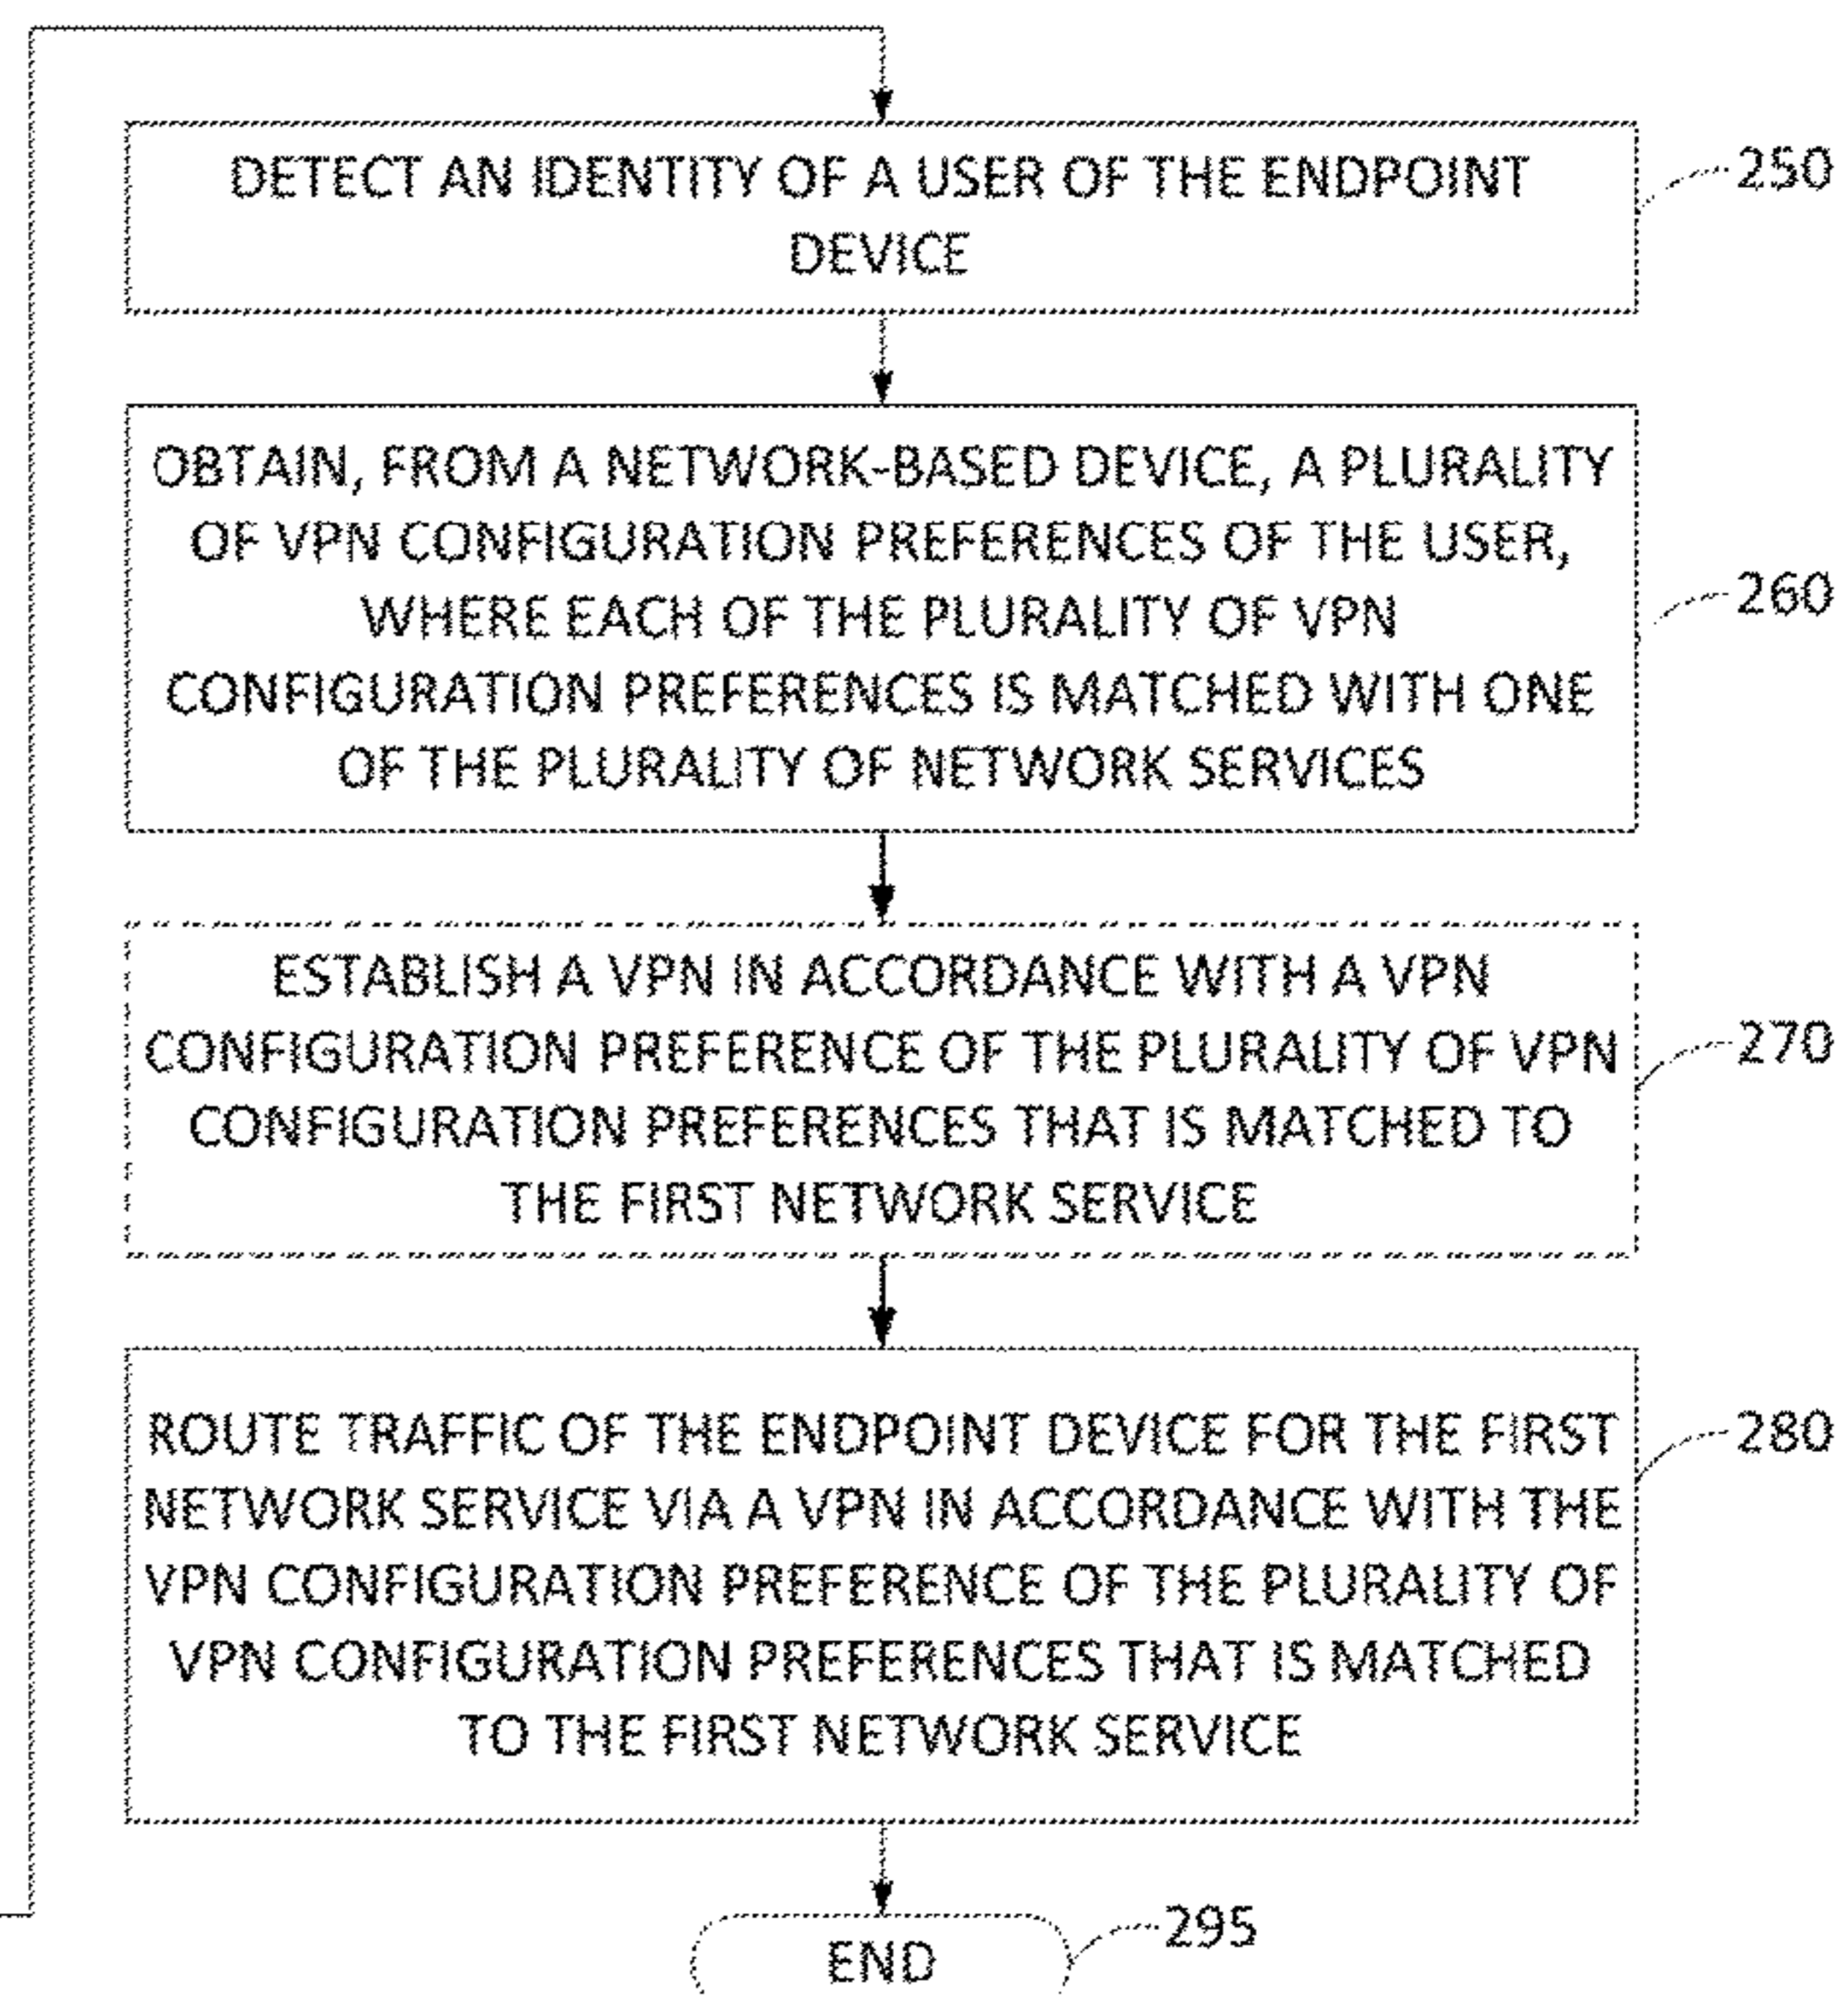 DETECT AN IDENTITY OF A USER OF THE ENDPOINT
DEVICE
250
OBTAIN, FROM A NETWORK-BASED DEVICE, A PLURALITY
OF VPN CONFIGURATION PREFERENCES OF THE USER,
WHERE EACH OF THE PLURALITY OF VPN
CONFIGURATION PREFERENCES IS MATCHED WITH ONE
OF THE PLURALITY OF NETWORK SERVICES
260
ESTABLISH A VPN IN ACCORDANCE WITH A VPN
CONFIGURATION PREFERENCE OF THE PLURALITY OF VPN
CONFIGURATION PREFERENCES THAT IS MATCHED TO
THE FIRST NETWORK SERVICE
270
ROUTE TRAFFIC OF THE ENDPOINT DEVICE FOR THE FIRST
NETWORK SERVICE VIA A VPN IN ACCORDANCE WITH THE
VPN CONFIGURATION PREFERENCE OF THE PLURALITY OF
VPN CONFIGURATION PREFERENCES THAT IS MATCHED
TO THE FIRST NETWORK SERVICE
280
END
295